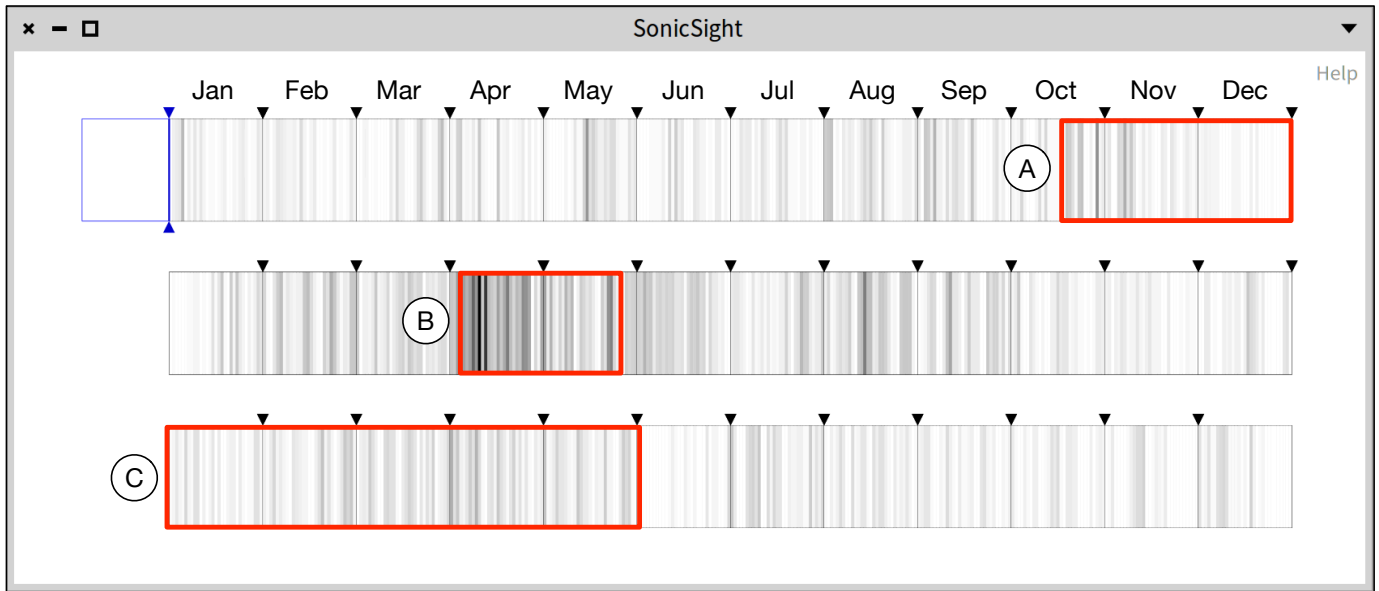 SonicSight
Help
Jan Feb Mar Apr May Jun Jul Aug Sep Oct Nov Dec
A
B
C